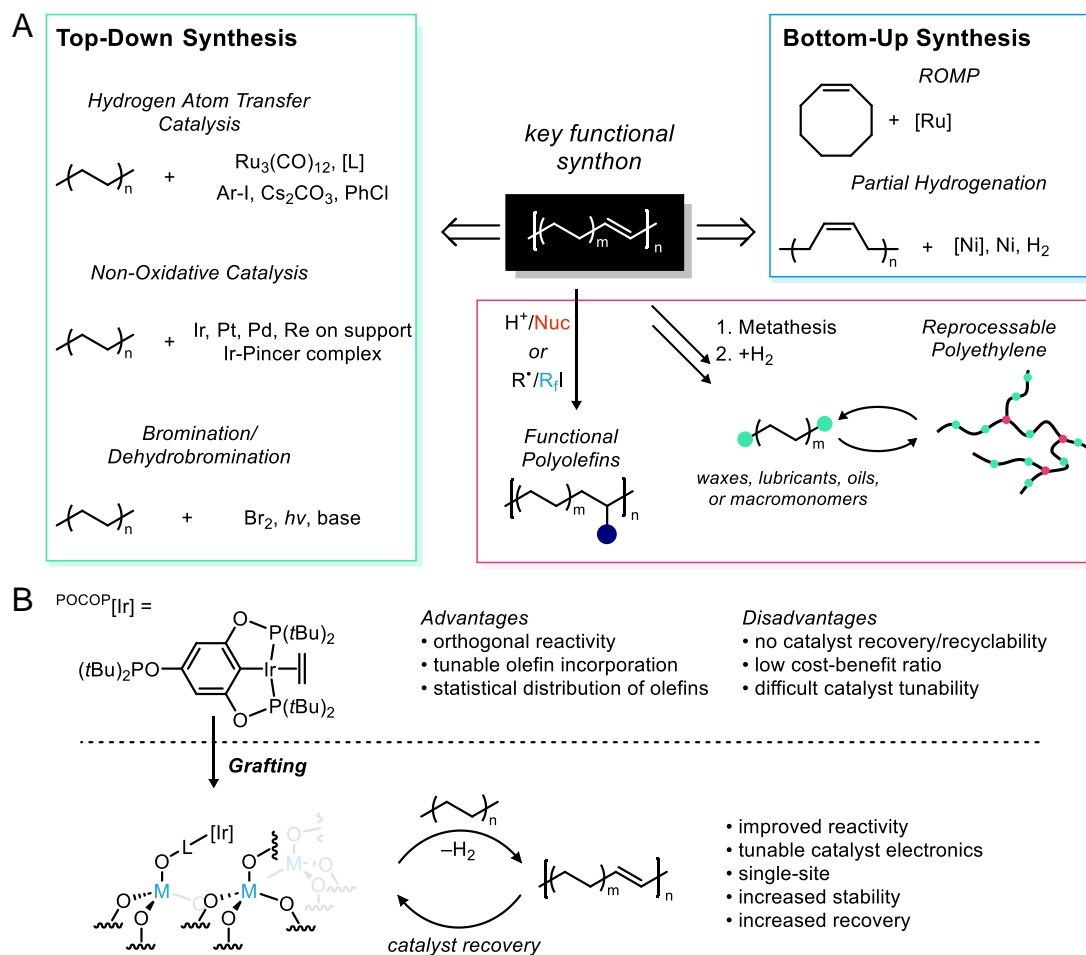 A
Top-Down Synthesis
Hydrogen Atom Transfer
Catalysis
n
+
Ru3(CO)12, [L]
Ar-I, Cs2CO3, PhCl
Non-Oxidative Catalysis
n
+
Ir, Pt, Pd, Re on support
Ir-Pincer complex
Bromination/
Dehydrobromination
n
+
Br2, hv, base
key functional
synthon
m
n
Bottom-Up Synthesis
ROMP
+ [Ru]
Partial Hydrogenation
n
+ [Ni], Ni, H2
H+/Nuc
or
R•/RfI
Functional
Polyolefins
m
n
1. Metathesis
2. +H2
m
waxes, lubricants, oils,
or macromonomers
Reprocessable
Polyethylene
B
POCOP[Ir] =
O
P(tBu)2
(tBu)2PO
Ir
O
P(tBu)2
Advantages
• orthogonal reactivity
• tunable olefin incorporation
• statistical distribution of olefins
Disadvantages
• no catalyst recovery/recyclability
• low cost-benefit ratio
• difficult catalyst tunability
Grafting
[Ir]
L
O
M
O
O
O
O
M
O
O
O
M
O
O
O
n
–H2
m
n
catalyst recovery
• improved reactivity
• tunable catalyst electronics
• single-site
• increased stability
• increased recovery